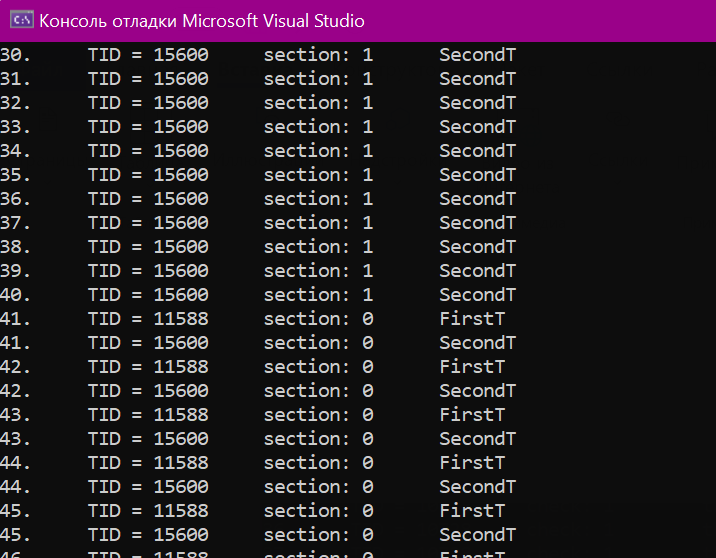 Консоль отладки Microsoft Visual Studio
30. TID = 15600 section: 1 SecondT
31. TID = 15600 section: 1 SecondT
32. TID = 15600 section: 1 SecondT
33. TID = 15600 section: 1 SecondT
34. TID = 15600 section: 1 SecondT
35. TID = 15600 section: 1 SecondT
36. TID = 15600 section: 1 SecondT
37. TID = 15600 section: 1 SecondT
38. TID = 15600 section: 1 SecondT
39. TID = 15600 section: 1 SecondT
40. TID = 15600 section: 1 SecondT
41. TID = 11588 section: 0 FirstT
41. TID = 15600 section: 0 SecondT
42. TID = 11588 section: 0 FirstT
42. TID = 15600 section: 0 SecondT
43. TID = 11588 section: 0 FirstT
43. TID = 15600 section: 0 SecondT
44. TID = 11588 section: 0 FirstT
44. TID = 15600 section: 0 SecondT
45. TID = 11588 section: 0 FirstT
45. TID = 15600 section: 0 SecondT
46. TID = 11588 section: 0 FirstT